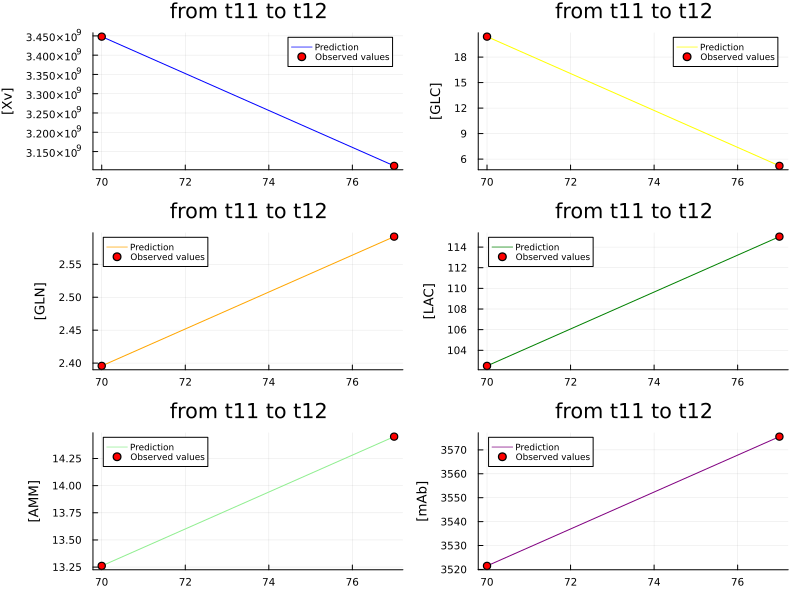 from t11 to t12
[Xv]
3.450×10⁹
3.400×10⁹
3.350×10⁹
3.300×10⁹
3.250×10⁹
3.200×10⁹
3.150×10⁹
Prediction
Observed values
70 72 74 76
from t11 to t12
[GLC]
18
15
12
9
6
Prediction
Observed values
70 72 74 76
from t11 to t12
[GLN]
2.55
2.50
2.45
2.40
Prediction
Observed values
70 72 74 76
from t11 to t12
[LAC]
114
112
110
108
106
104
Prediction
Observed values
70 72 74 76
from t11 to t12
[AMM]
14.25
14.00
13.75
13.50
13.25
Prediction
Observed values
70 72 74 76
from t11 to t12
[mAb]
3570
3560
3550
3540
3530
3520
Prediction
Observed values
70 72 74 76